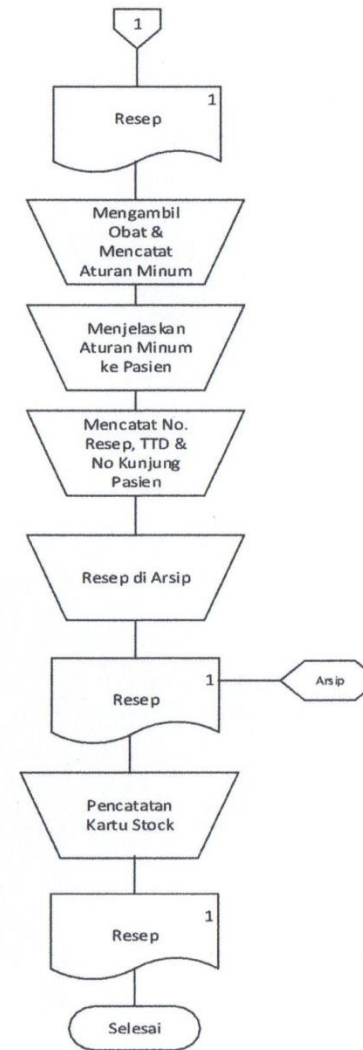 1
1
Resep
Mengambil
Obat &
Mencatat
Aturan Minum
Menjelaskan
Aturan Minum
ke Pasien
Mencatat No.
Resep, TTD &
No Kunjung
Pasien
Resep di Arsip
1
Resep
Arsip
Pencatatan
Kartu Stock
1
Resep
Selesai